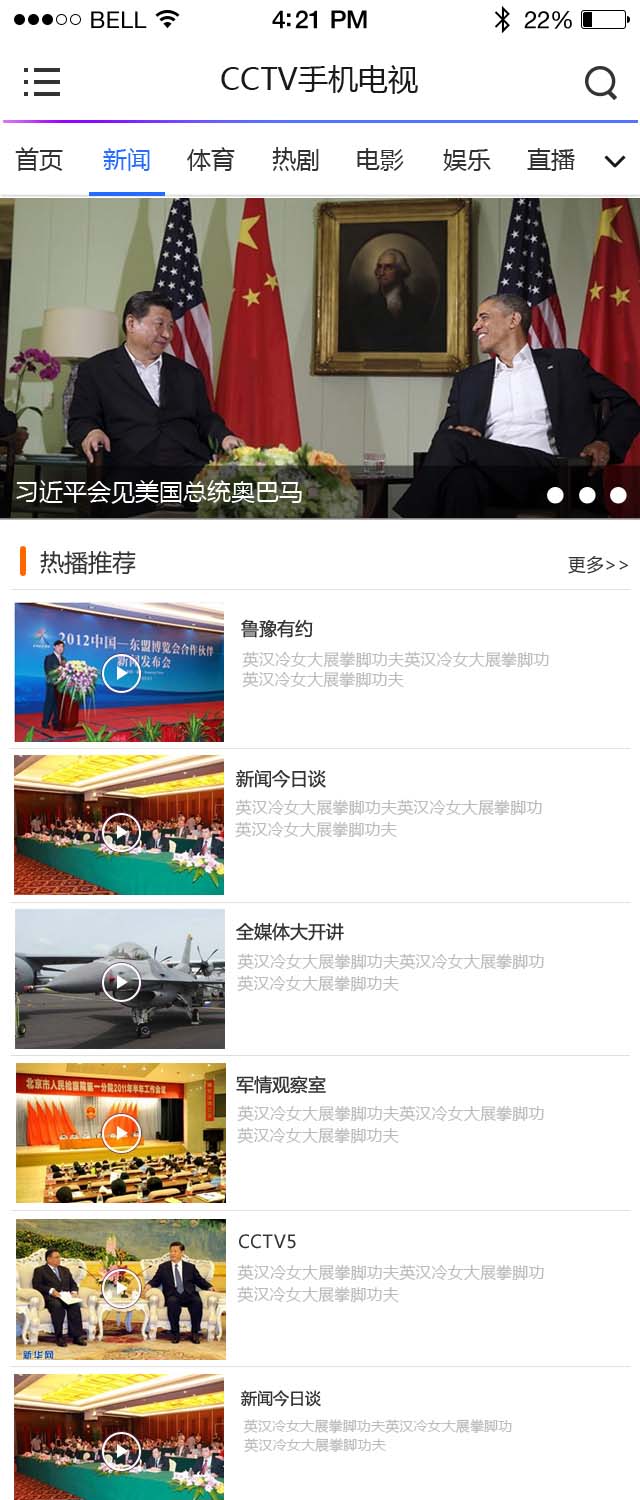 BELL 4:21 PM 22%
CCTV手机电视
首页 新闻 体育 热剧 电影 娱乐 直播
习近平会见美国总统奥巴马
热播推荐 更多>>
2012中国—东盟博览会合作伙伴
新闻发布会
鲁豫有约
英汉冷女大展拳脚功夫英汉冷女大展拳脚功
英汉冷女大展拳脚功夫
新闻今日谈
英汉冷女大展拳脚功夫英汉冷女大展拳脚功
英汉冷女大展拳脚功夫
全媒体大开讲
英汉冷女大展拳脚功夫英汉冷女大展拳脚功
英汉冷女大展拳脚功夫
北京市人民检察院第一分院2011年半年工作会议
军情观察室
英汉冷女大展拳脚功夫英汉冷女大展拳脚功
英汉冷女大展拳脚功夫
新华网
CCTV5
英汉冷女大展拳脚功夫英汉冷女大展拳脚功
英汉冷女大展拳脚功夫
新闻今日谈
英汉冷女大展拳脚功夫英汉冷女大展拳脚功
英汉冷女大展拳脚功夫